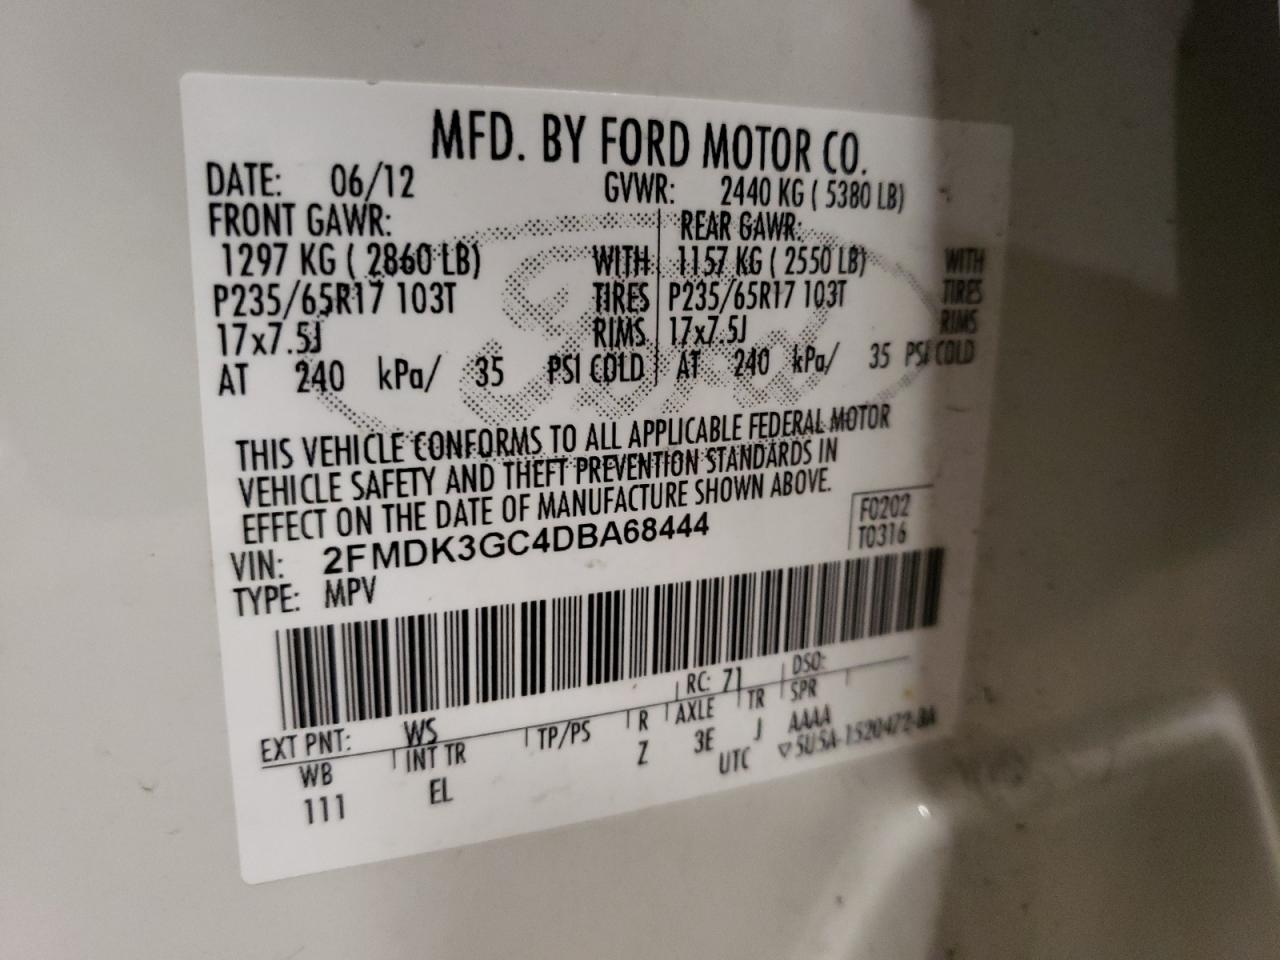 MFD. BY FORD MOTOR CO.
DATE: 06/12 GVWR: 2440 KG ( 5380 LB)
FRONT GAWR: REAR GAWR:
1297 KG ( 2860 LB) WITH 1157 KG ( 2550 LB) WITH
P235/65R17 103T TIRES P235/65R17 103T TIRES
17x7.5J RIMS 17x7.5J RIMS
AT 240 kPa/ 35 PSI COLD AT 240 kPa/ 35 PSI COLD
Ford
THIS VEHICLE CONFORMS TO ALL APPLICABLE FEDERAL MOTOR
VEHICLE SAFETY AND THEFT PREVENTION STANDARDS IN
EFFECT ON THE DATE OF MANUFACTURE SHOWN ABOVE.
F0202
VIN: 2FMDK3GC4DBA68444 T0316
TYPE: MPV
EXT PNT: WS RC: 71 DSO:
WB INT TR TP/PS R AXLE TR SPR
111 EL Z 3E J AAAA
UTC ▽5U5A-1520472-BA